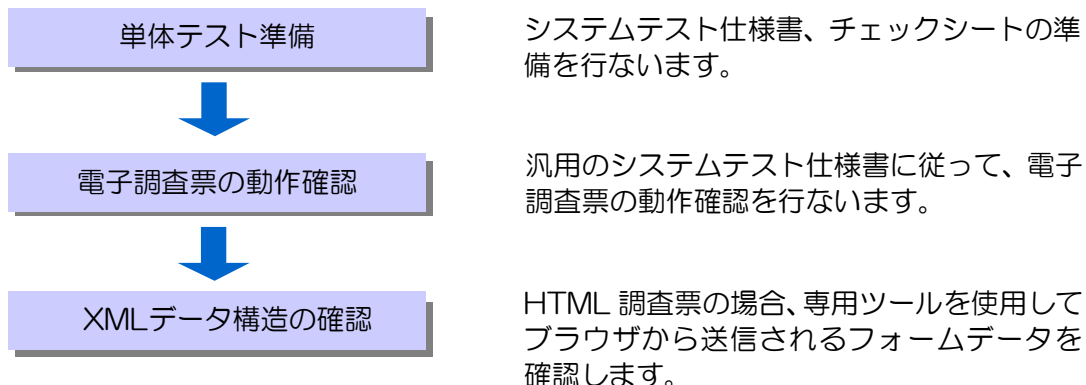 単体テスト準備
システムテスト仕様書、チェックシートの準
備を行ないます。
電子調査票の動作確認
汎用のシステムテスト仕様書に従って、電子
調査票の動作確認を行ないます。
XMLデータ構造の確認
HTML 調査票の場合、専用ツールを使用して
ブラウザから送信されるフォームデータを
確認します。